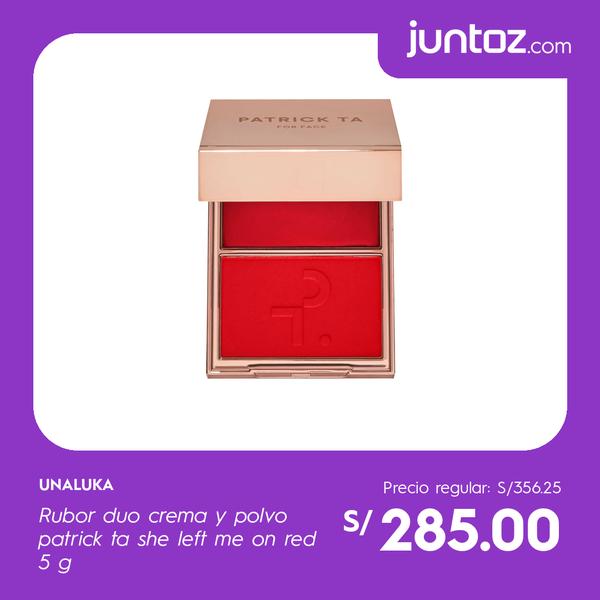 juntoz.com
PATRICK TA
FOR FACE
UNALUKA
Rubor duo crema y polvo
patrick ta she left me on red
5 g
Precio regular: S/356.25
S/285.00